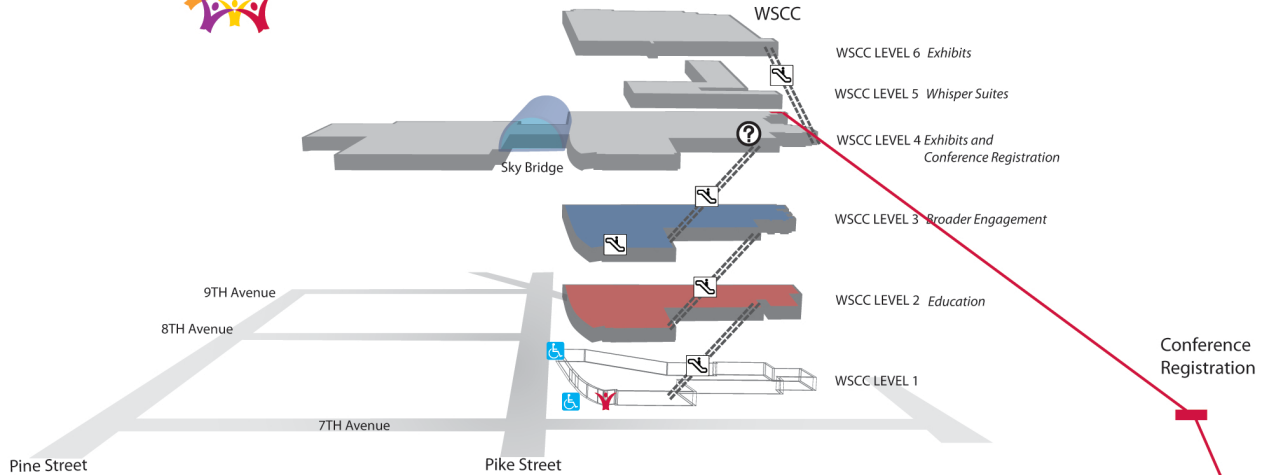 WSCC
WSCC LEVEL 6 Exhibits
WSCC LEVEL 5 Whisper Suites
?
WSCC LEVEL 4 Exhibits and
Conference Registration
Sky Bridge
WSCC LEVEL 3 Broader Engagement
9TH Avenue
WSCC LEVEL 2 Education
8TH Avenue
Conference
Registration
WSCC LEVEL 1
7TH Avenue
Pine Street
Pike Street